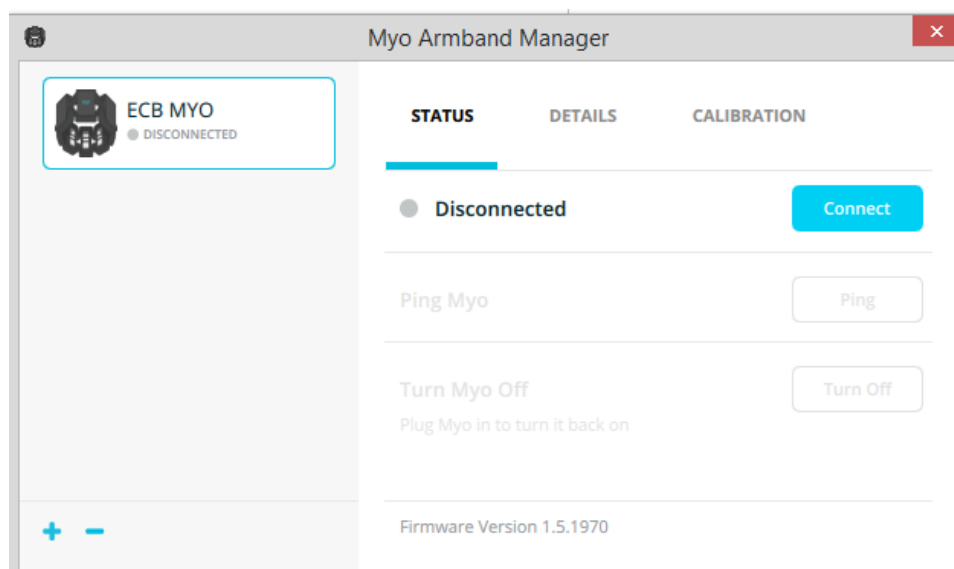 Myo Armband Manager
ECB MYO
DISCONNECTED
STATUS DETAILS CALIBRATION
Disconnected Connect
Ping Myo Ping
Turn Myo Off Turn Off
Plug Myo in to turn it back on
Firmware Version 1.5.1970